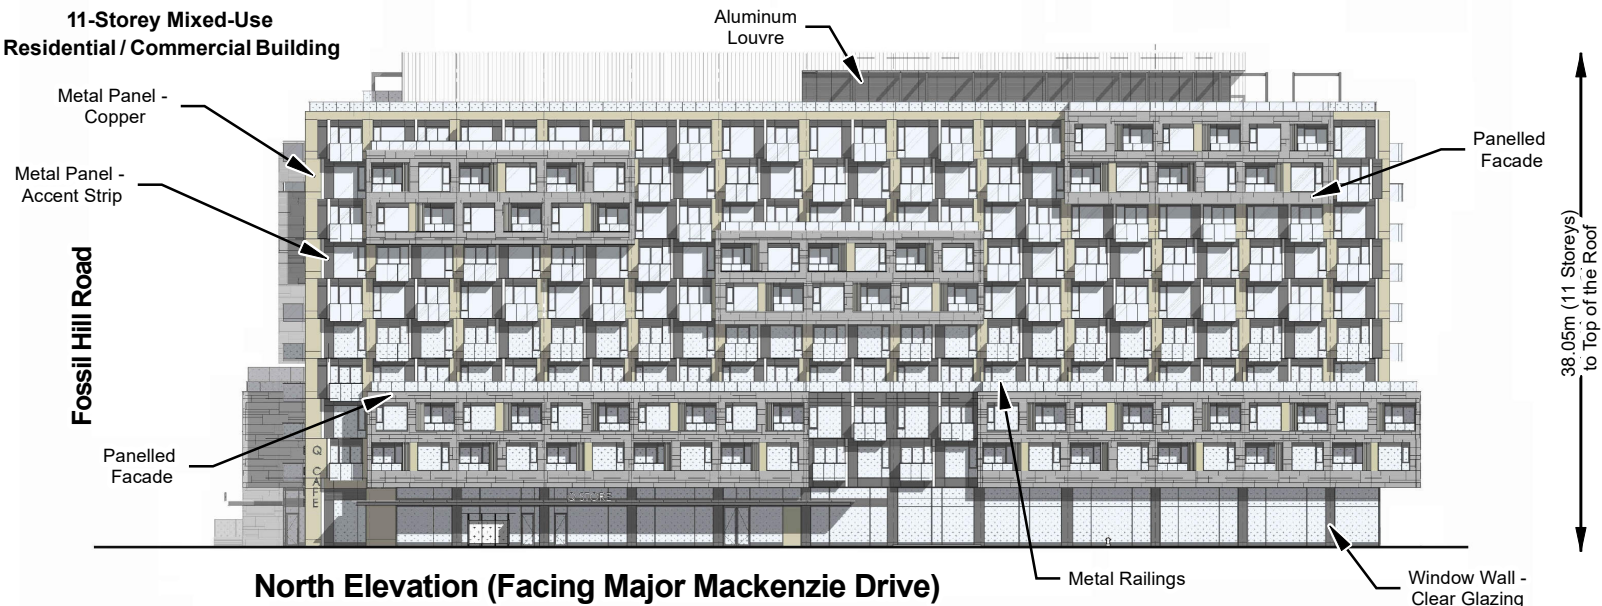 11-Storey Mixed-Use
Residential / Commercial Building
Aluminum
Louvre
Metal Panel -
Copper
Metal Panel -
Accent Strip
Panelled
Facade
Fossil Hill Road
38.05m (11 Storeys)
to Top of the Roof
Panelled
Facade
Q CAFE
Q STORE
North Elevation (Facing Major Mackenzie Drive)
Metal Railings
Window Wall -
Clear Glazing